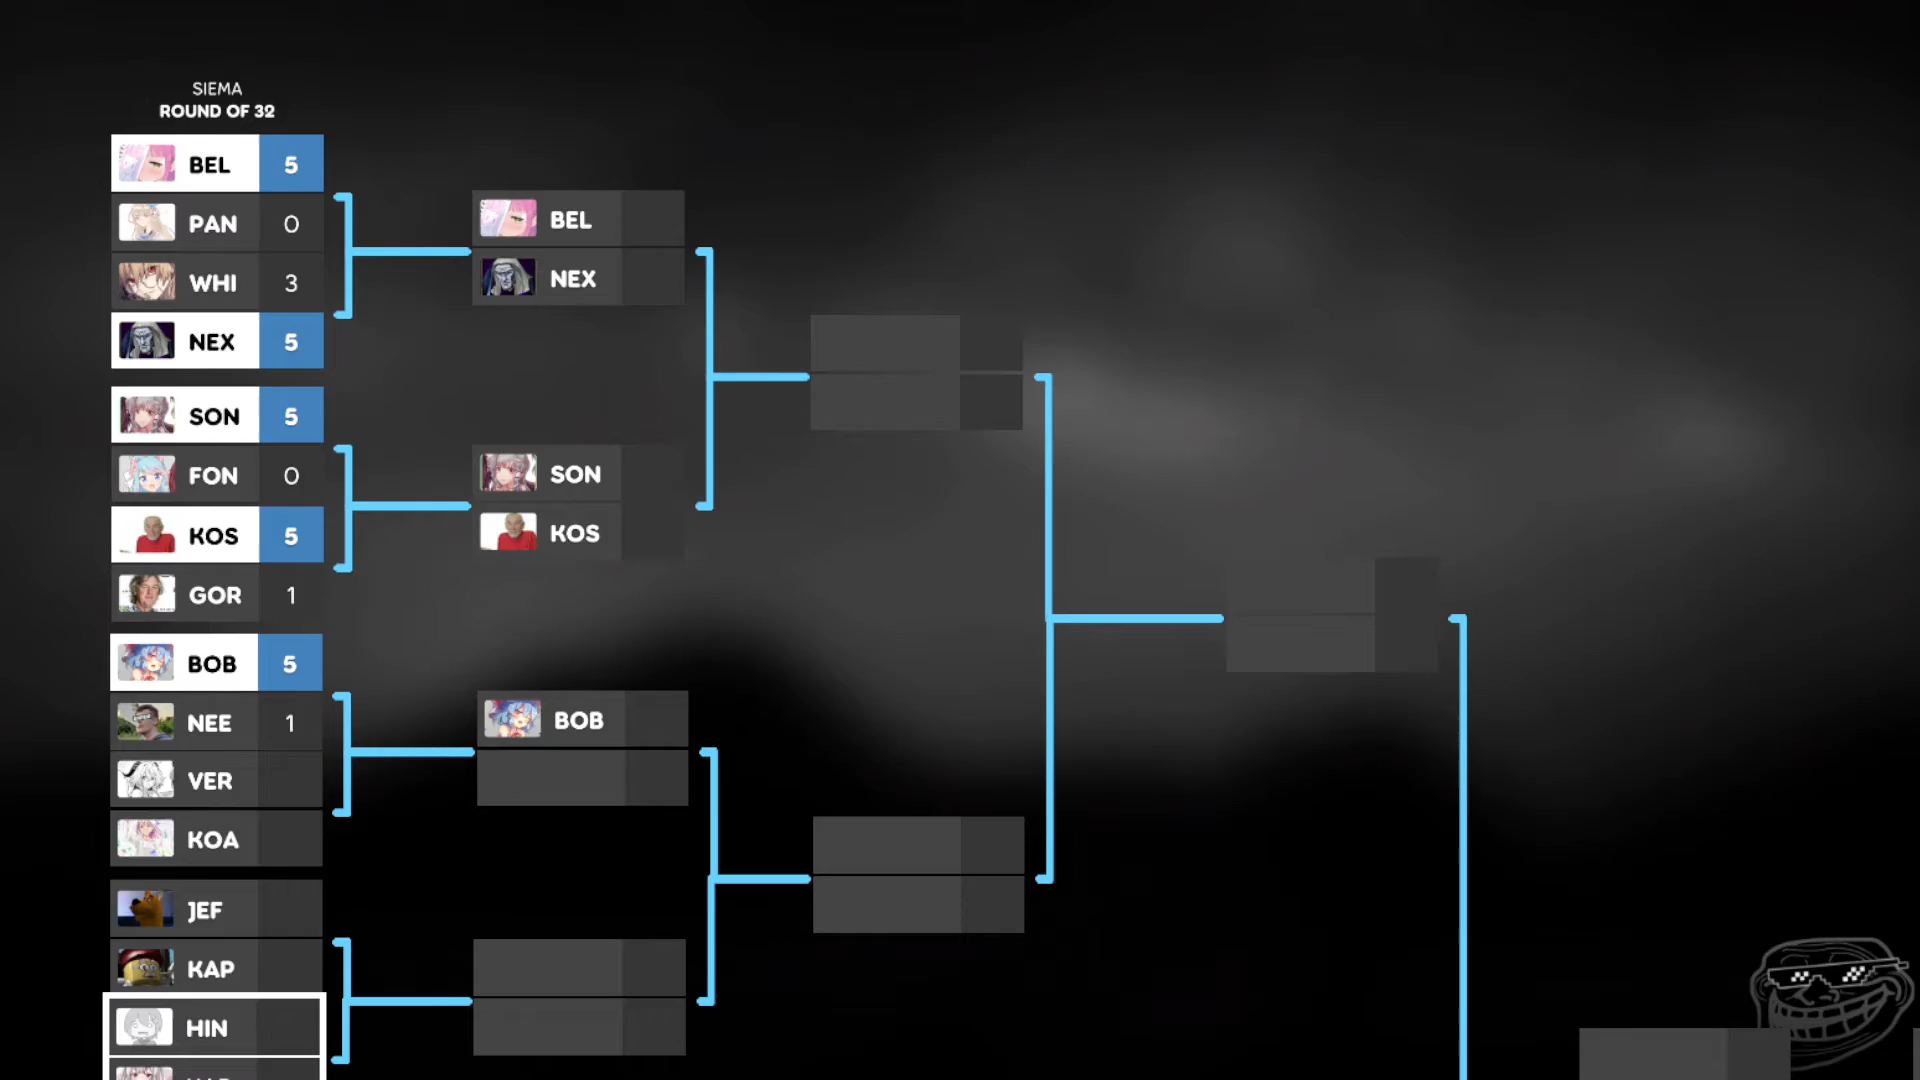 SIEMA
ROUND OF 32
BEL 5
PAN 0
WHI 3
NEX 5
SON 5
FON 0
KOS 5
GOR 1
BOB 5
NEE 1
VER
KOA
JEF
KAP
HIN
BEL
NEX
SON
KOS
BOB